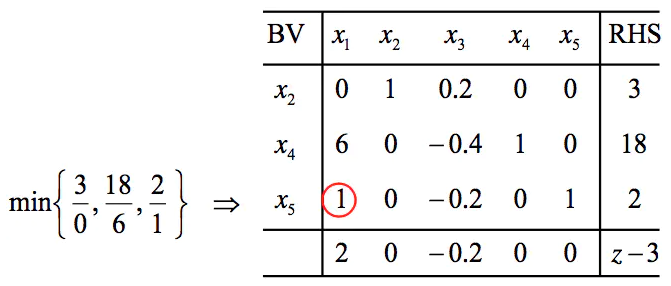 BV x₁ x₂ x₃ x₄ x₅ RHS
x₂ 0 1 0.2 0 0 3
x₄ 6 0 −0.4 1 0 18
min{3/0, 18/6, 2/1} ⇒ x₅ 1 0 −0.2 0 1 2
2 0 −0.2 0 0 z−3